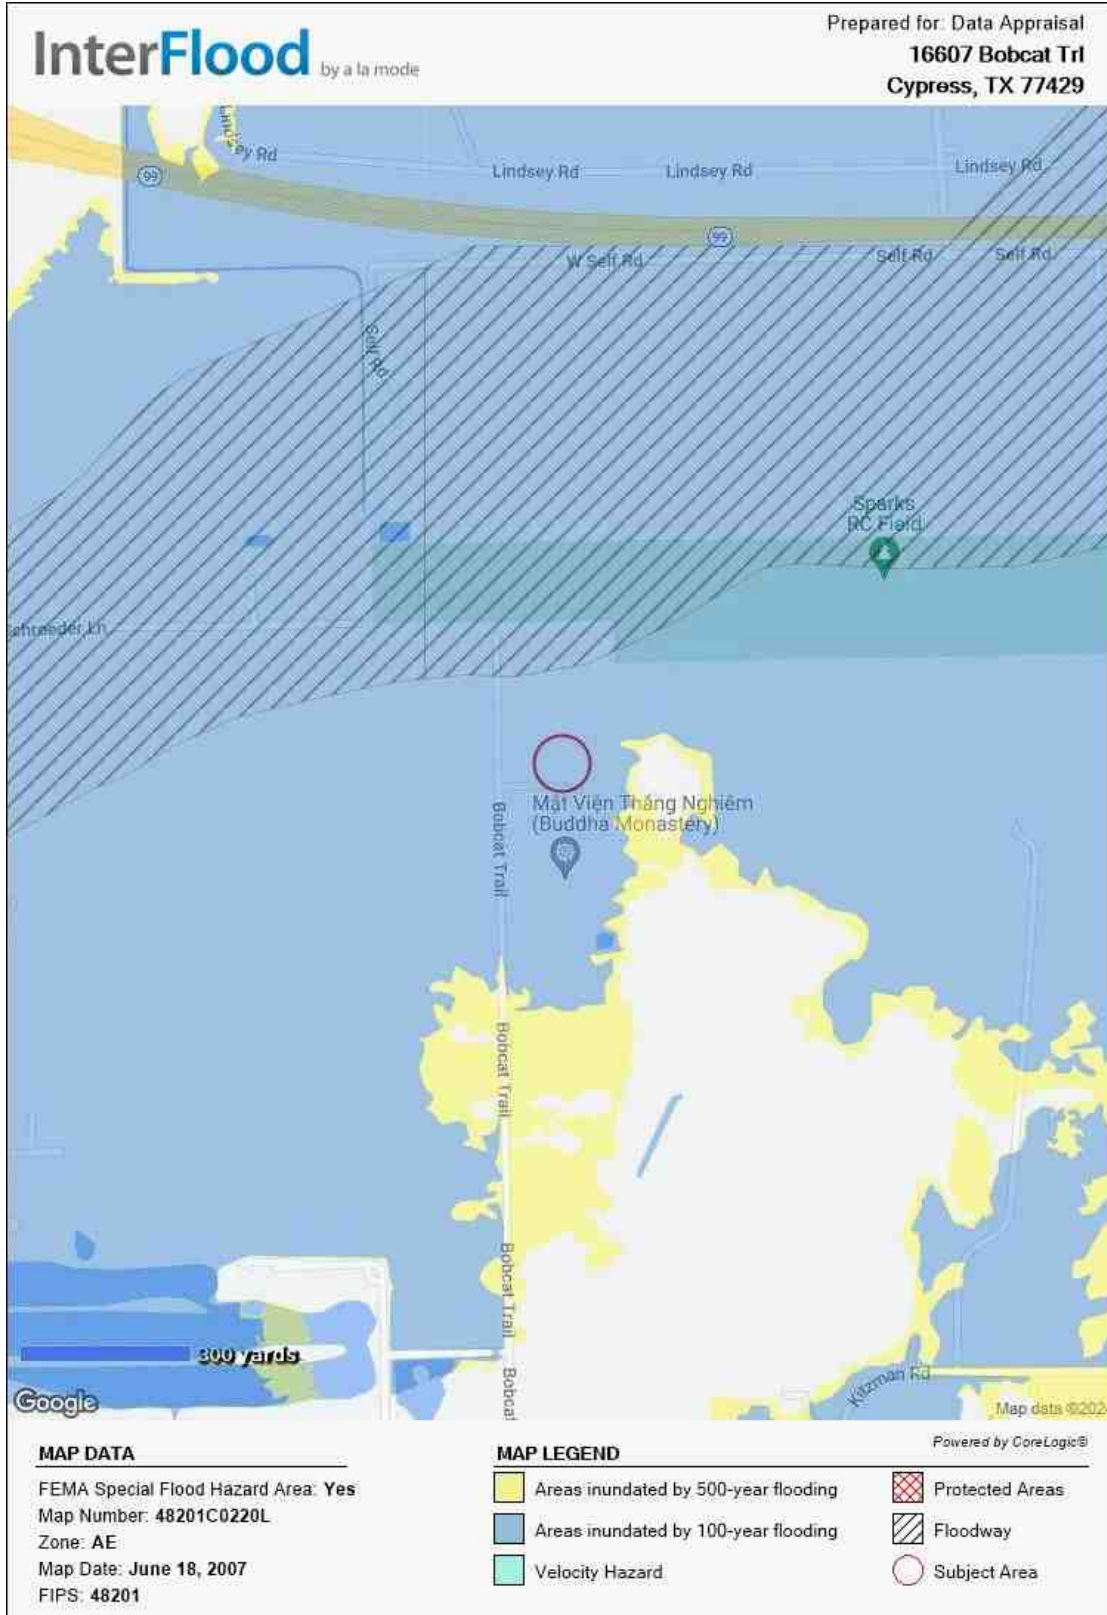 InterFlood by a la mode
Prepared for: Data Appraisal
16607 Bobcat Trl
Cypress, TX 77429
Lindsey Rd
Lindsey Rd
Lindsey Rd
99
99
W Self Rd
Self Rd
Self Rd
Self Rd
Sparks
RC Field
Schroeder Ln
Mật Viện Thắng Nghiêm
(Buddha Monastery)
Bobcat Trail
Bobcat Trail
Bobcat Trail
300 yards
Kitzman Rd
Google
Map data ©2024
Powered by CoreLogic®
MAP DATA
FEMA Special Flood Hazard Area: Yes
Map Number: 48201C0220L
Zone: AE
Map Date: June 18, 2007
FIPS: 48201
MAP LEGEND
Areas inundated by 500-year flooding
Areas inundated by 100-year flooding
Velocity Hazard
Protected Areas
Floodway
Subject Area